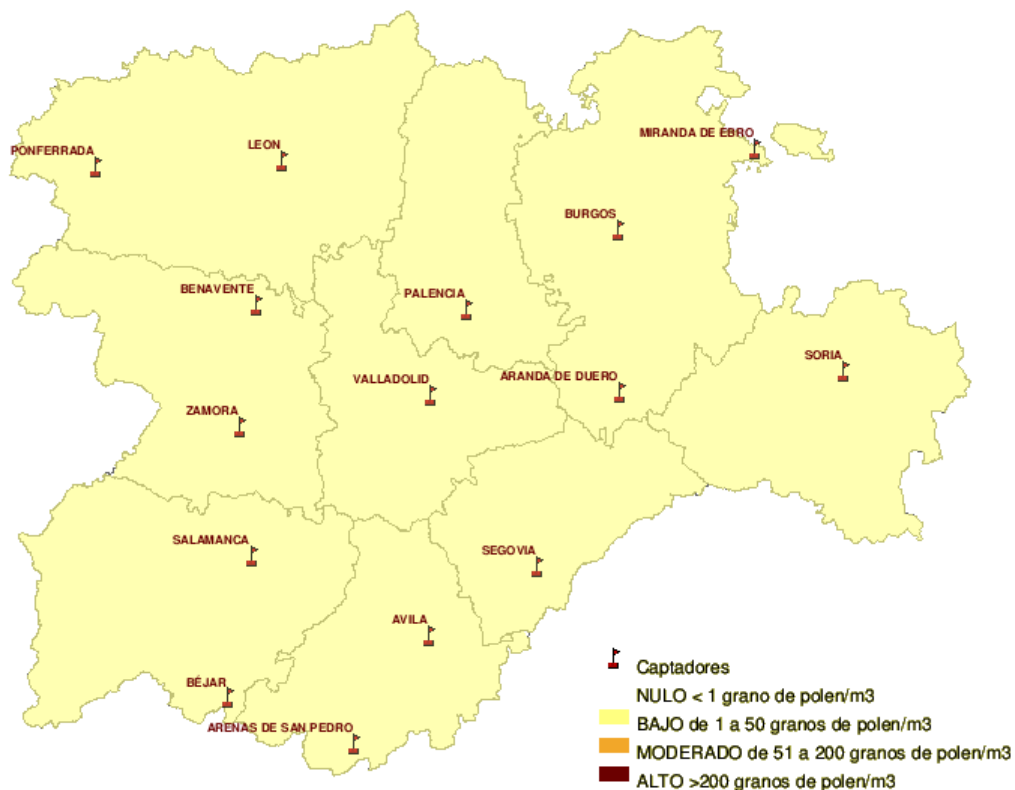 MIRANDA DE EBRO
LEON
PONFERRADA
BURGOS
BENAVENTE
PALENCIA
SORIA
ARANDA DE DUERO
VALLADOLID
ZAMORA
SALAMANCA
SEGOVIA
AVILA
BÉJAR
ARENAS DE SAN PEDRO
Captadores
NULO < 1 grano de polen/m3
BAJO de 1 a 50 granos de polen/m3
MODERADO de 51 a 200 granos de polen/m3
ALTO >200 granos de polen/m3